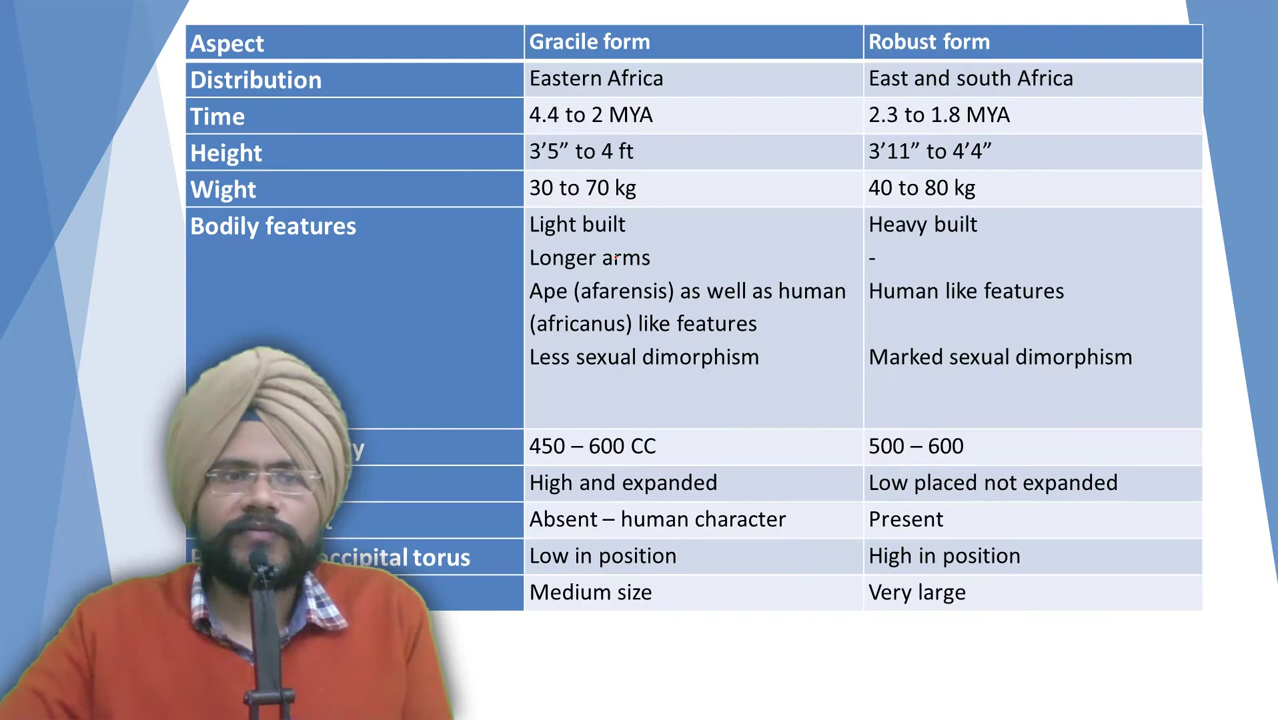 Aspect Gracile form Robust form
Distribution Eastern Africa East and south Africa
Time 4.4 to 2 MYA 2.3 to 1.8 MYA
Height 3’5” to 4 ft 3’11” to 4’4”
Wight 30 to 70 kg 40 to 80 kg
Bodily features Light built Heavy built
Longer arms -
Ape (afarensis) as well as human Human like features
(africanus) like features
Less sexual dimorphism Marked sexual dimorphism
450 – 600 CC 500 – 600
High and expanded Low placed not expanded
Absent – human character Present
occipital torus Low in position High in position
Medium size Very large